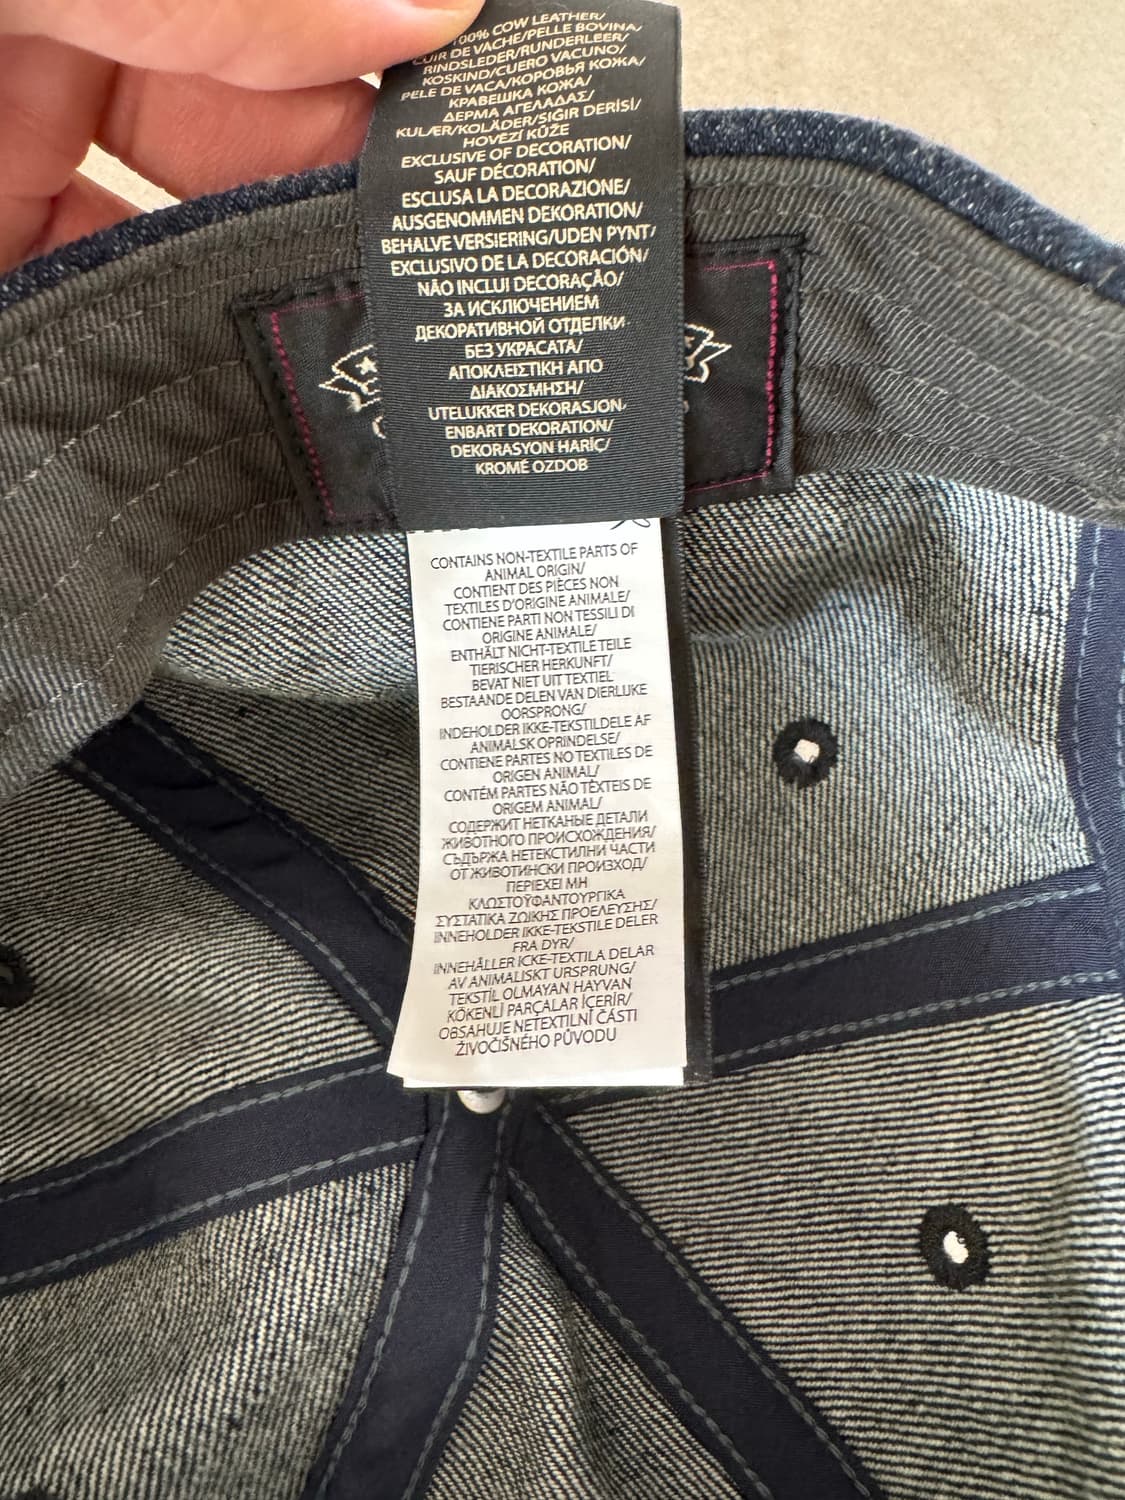 100% COW LEATHER/
CUIR DE VACHE/PELLE BOVINA/
RINDSLEDER/RUNDERLEER/
KOSKIND/CUERO VACUNO/
PELE DE VACA/КОРОВЬЯ КОЖА/
КРАВЕШКА КОЖА/
ΔΕΡΜΑ ΑΓΕΛΑΔΑΣ/
KULÆR/KOLÄDER/SIĞIR DERİSİ/
HOVEZÍ KŮŽE
EXCLUSIVE OF DECORATION/
SAUF DÉCORATION/
ESCLUSA LA DECORAZIONE/
AUSGENOMMEN DEKORATION/
BEHALVE VERSIERING/UDEN PYNT/
EXCLUSIVO DE LA DECORACIÓN/
NÃO INCLUI DECORAÇÃO/
ЗА ИСКЛЮЧЕНИЕМ
ДЕКОРАТИВНОЙ ОТДЕЛКИ
БЕЗ УКРАСАТА/
ΑΠΟΚΛΕΙΣΤΙΚΗ ΑΠΟ
ΔΙΑΚΟΣΜΗΣΗ/
UTELUKKER DEKORASJON
ENBART DEKORATION/
DEKORASYON HARİÇ/
KROMĚ OZDOB
CONTAINS NON-TEXTILE PARTS OF
ANIMAL ORIGIN/
CONTIENT DES PIÈCES NON
TEXTILES D'ORIGINE ANIMALE/
CONTIENE PARTI NON TESSILI DI
ORIGINE ANIMALE/
ENTHÄLT NICHT-TEXTILE TEILE
TIERISCHER HERKUNFT/
BEVAT NIET UIT TEXTIEL
BESTAANDE DELEN VAN DIERLIJKE
OORSPRONG/
INDEHOLDER IKKE-TEKSTILDELE AF
ANIMALSK OPRINDELSE/
CONTIENE PARTES NO TEXTILES DE
ORIGEN ANIMAL/
CONTÉM PARTES NÃO TÊXTEIS DE
ORIGEM ANIMAL/
СОДЕРЖИТ НЕТКАНЫЕ ДЕТАЛИ
ЖИВОТНОГО ПРОИСХОЖДЕНИЯ/
СЪДЪРЖА НЕТЕКСТИЛНИ ЧАСТИ
ОТ ЖИВОТИНСКИ ПРОИЗХОД/
ΠΕΡΙΕΧΕΙ ΜΗ
ΚΛΩΣΤΟΫΦΑΝΤΟΥΡΓΙΚΑ
ΣΥΣΤΑΤΙΚΑ ΖΩΙΚΗΣ ΠΡΟΕΛΕΥΣΗΣ/
INNEHOLDER IKKE-TEKSTILE DELER
FRA DYR/
INNEHÅLLER ICKE-TEXTILA DELAR
AV ANIMALISKT URSPRUNG/
TEKSTİL OLMAYAN HAYVAN
KÖKENLİ PARÇALAR İÇERİR/
OBSAHUJE NETEXTILNÍ ČÁSTI
ŽIVOČIŠNÉHO PŮVODU